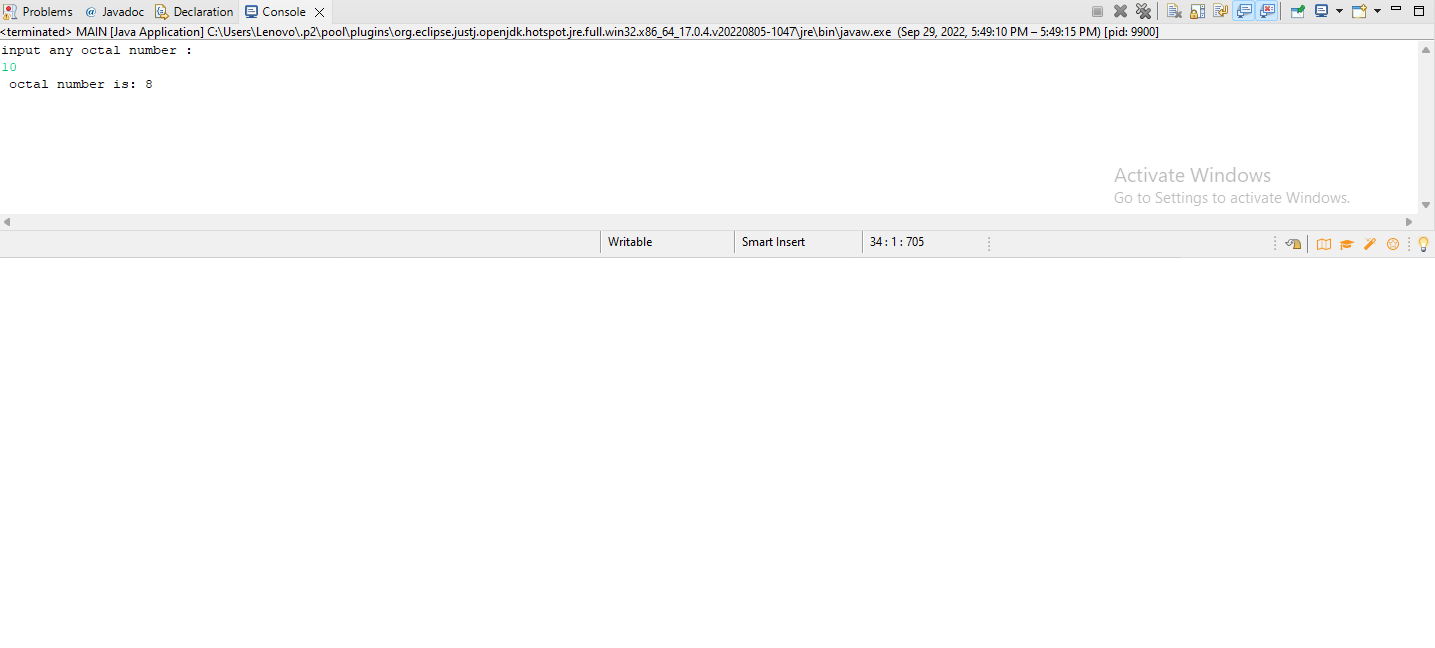 Problems @ Javadoc Declaration Console
<terminated> MAIN [Java Application] C:\Users\Lenovo\.p2\pool\plugins\org.eclipse.justj.openjdk.hotspot.jre.full.win32.x86_64_17.0.4.v20220805-1047\jre\bin\javaw.exe (Sep 29, 2022, 5:49:10 PM – 5:49:15 PM) [pid: 9900]
input any octal number :
10
octal number is: 8
Activate Windows
Go to Settings to activate Windows.
Writable Smart Insert 34 : 1 : 705